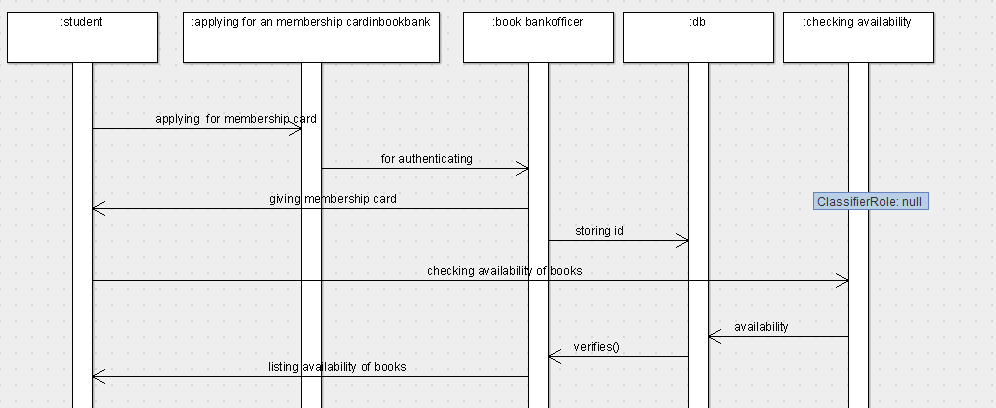 :student
:applying for an membership cardinbookbank
:book bankofficer
:db
:checking availability
applying for membership card
for authenticating
giving membership card
ClassifierRole: null
storing id
checking availability of books
availability
verifies()
listing availability of books